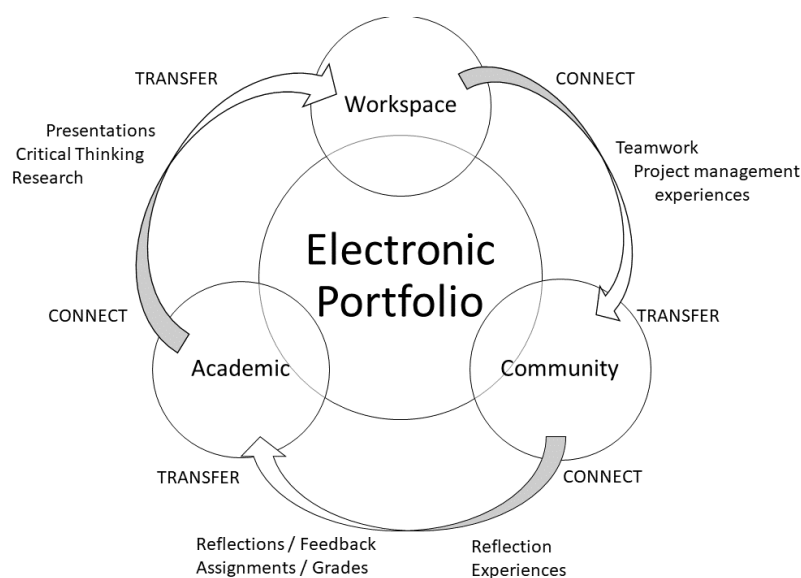 TRANSFER
CONNECT
Workspace
Presentations
Critical Thinking
Research
Teamwork
Project management
experiences
Electronic
Portfolio
CONNECT
TRANSFER
Academic
Community
TRANSFER
CONNECT
Reflections / Feedback
Assignments / Grades
Reflection
Experiences